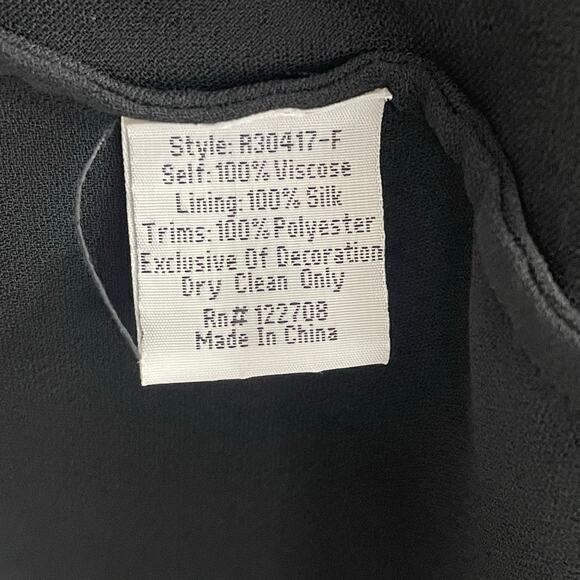 Style: R30417-F
Self: 100% Viscose
Lining: 100% Silk
Trims: 100% Polyester
Exclusive Of Decoration
Dry Clean Only
Rn# 122708
Made In China